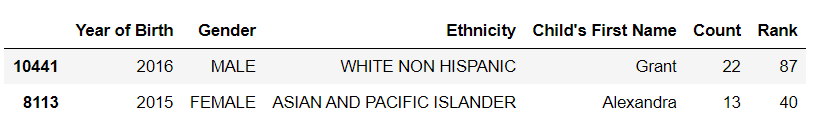 Year of Birth Gender Ethnicity Child's First Name Count Rank
10441 2016 MALE WHITE NON HISPANIC Grant 22 87
8113 2015 FEMALE ASIAN AND PACIFIC ISLANDER Alexandra 13 40